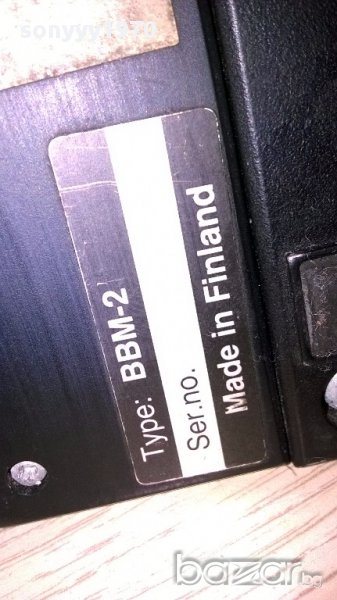 sonyyy1970
Type: BBM-2
Ser.no.
Made in Finland
bazar.bg